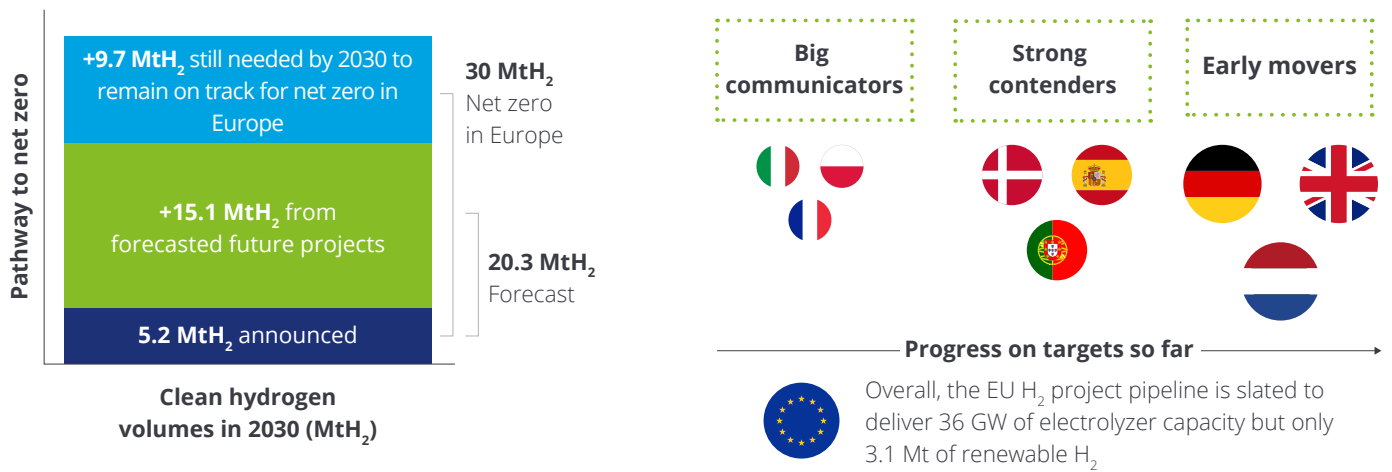 Pathway to net zero
+9.7 MtH₂ still needed by 2030 to
remain on track for net zero in
Europe
+15.1 MtH₂ from
forecasted future projects
5.2 MtH₂ announced
30 MtH₂
Net zero
in Europe
20.3 MtH₂
Forecast
Clean hydrogen
volumes in 2030 (MtH₂)
Big
communicators
Strong
contenders
Early movers
Progress on targets so far
Overall, the EU H₂ project pipeline is slated to
deliver 36 GW of electrolyzer capacity but only
3.1 Mt of renewable H₂